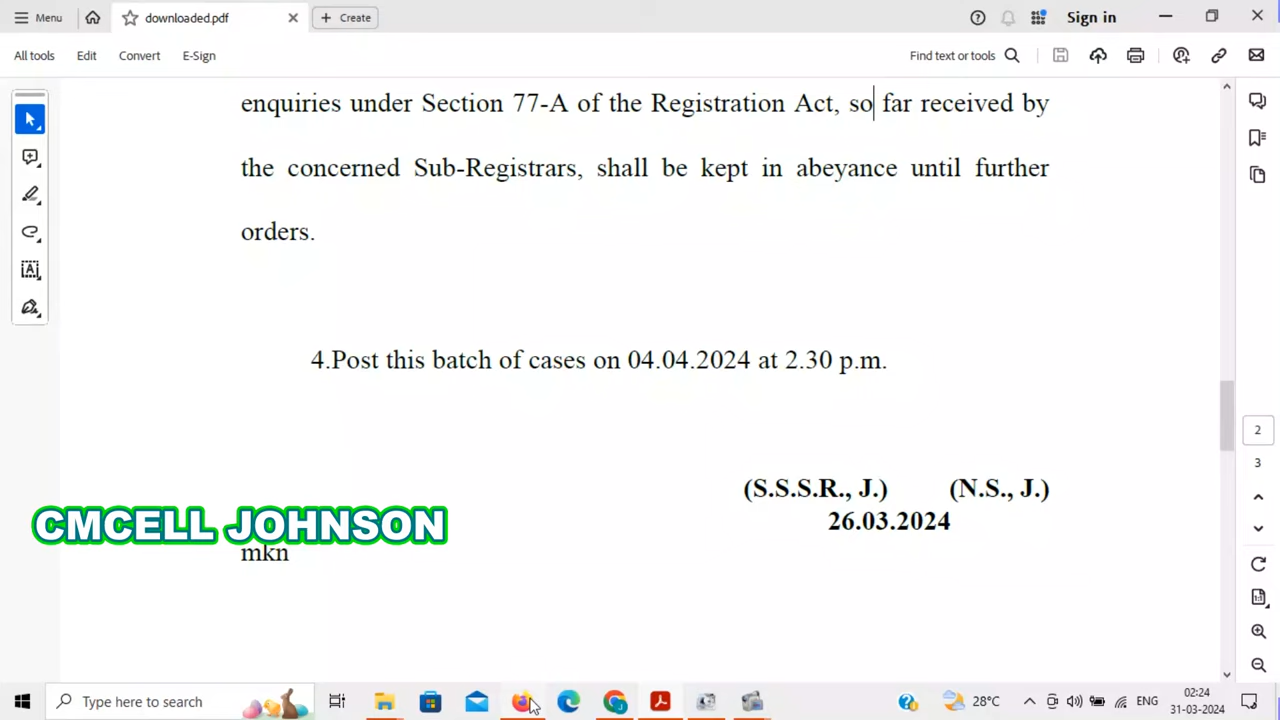 Menu
downloaded.pdf
Create
Sign in
All tools
Edit
Convert
E-Sign
Find text or tools
enquiries under Section 77-A of the Registration Act, so far received by
the concerned Sub-Registrars, shall be kept in abeyance until further
orders.
4.Post this batch of cases on 04.04.2024 at 2.30 p.m.
(S.S.S.R., J.) (N.S., J.)
26.03.2024
CMCELL JOHNSON
mkn
2
3
Type here to search
28°C
ENG
02:24
31-03-2024